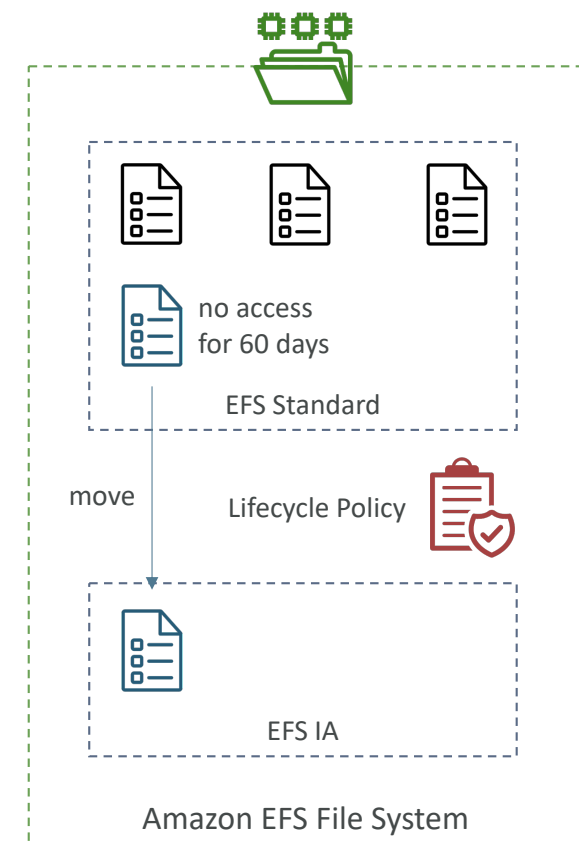 no access
for 60 days
EFS Standard
move
Lifecycle Policy
EFS IA
Amazon EFS File System